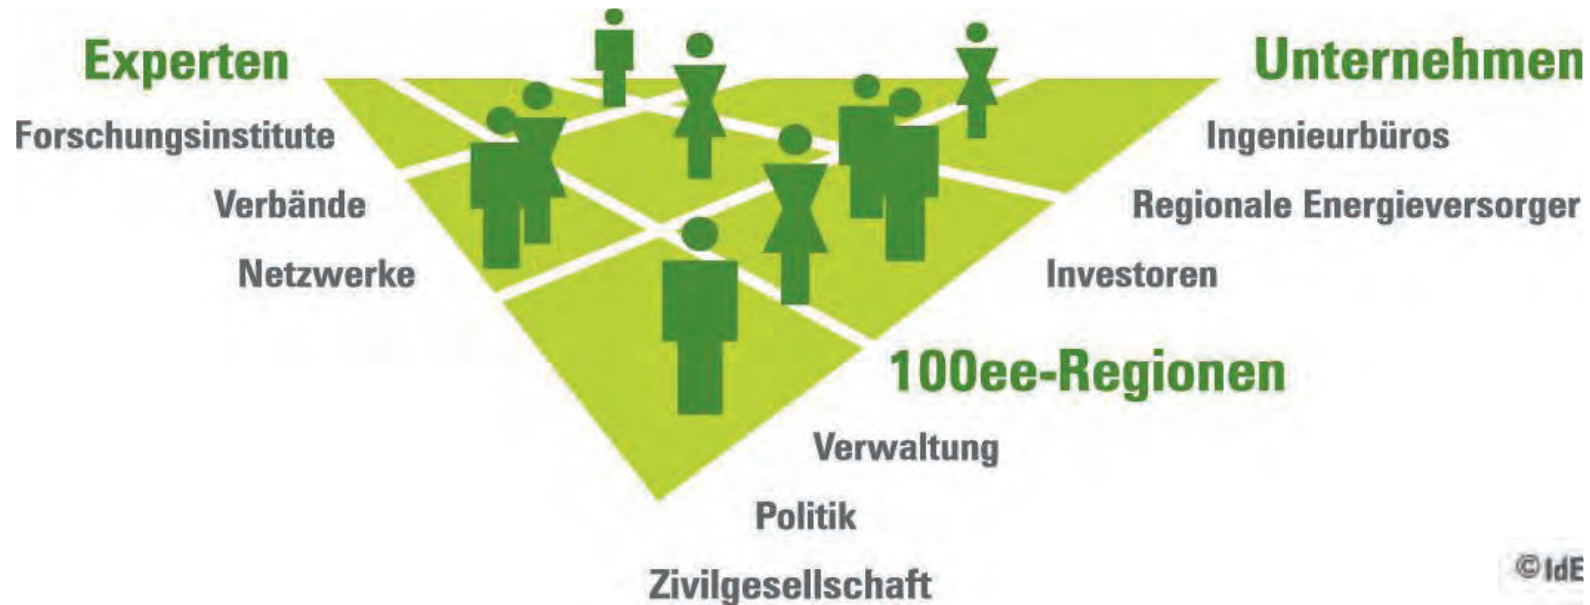 Experten
Forschungsinstitute
Verbände
Netzwerke
Unternehmen
Ingenieurbüros
Regionale Energieversorger
Investoren
100ee-Regionen
Verwaltung
Politik
Zivilgesellschaft
© IdE